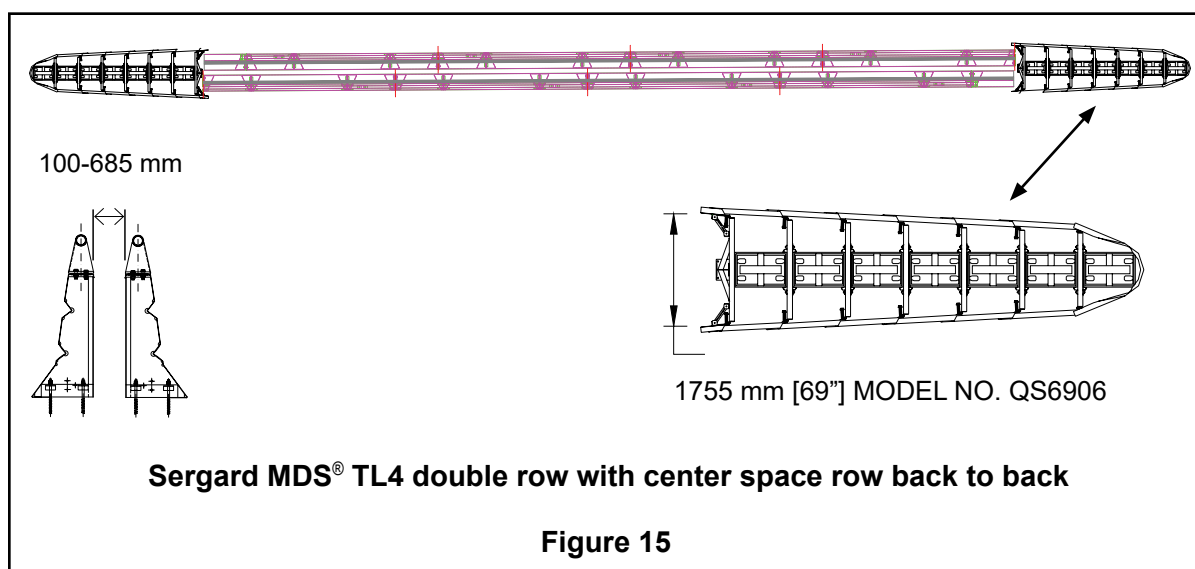 100-685 mm
1755 mm [69”] MODEL NO. QS6906
Sergard MDS® TL4 double row with center space row back to back
Figure 15